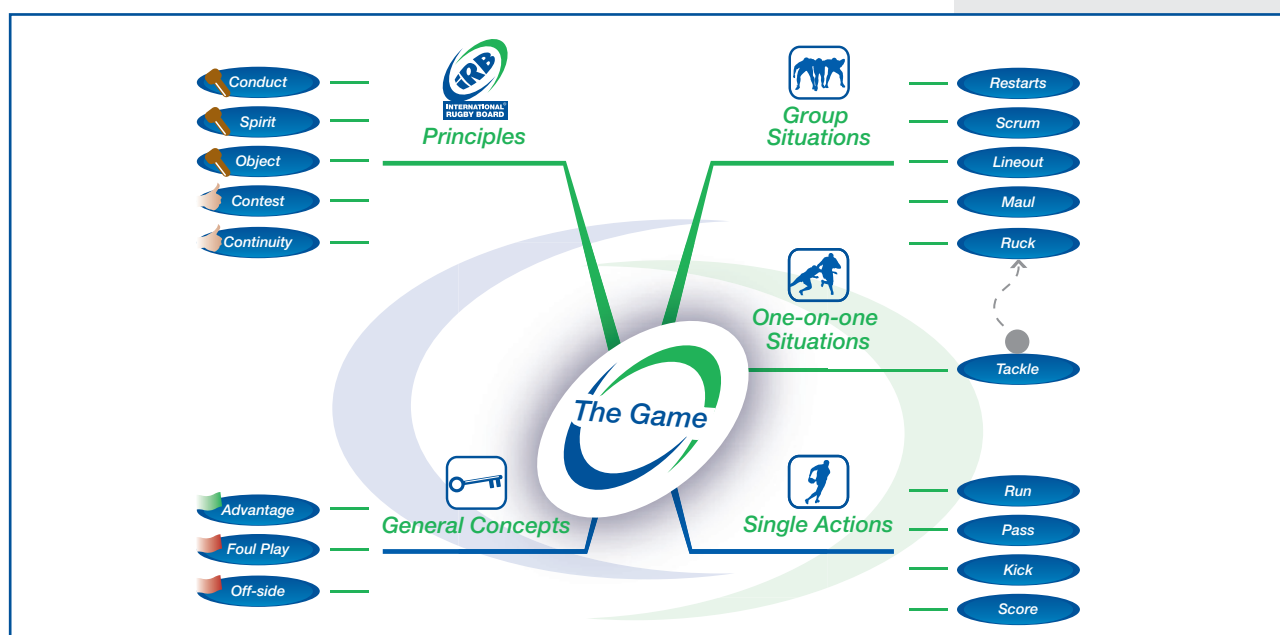 IRB
INTERNATIONAL
RUGBY BOARD
Principles
Conduct
Spirit
Object
Contest
Continuity
Group
Situations
Restarts
Scrum
Lineout
Maul
Ruck
One-on-one
Situations
Tackle
The Game
General Concepts
Advantage
Foul Play
Off-side
Single Actions
Run
Pass
Kick
Score